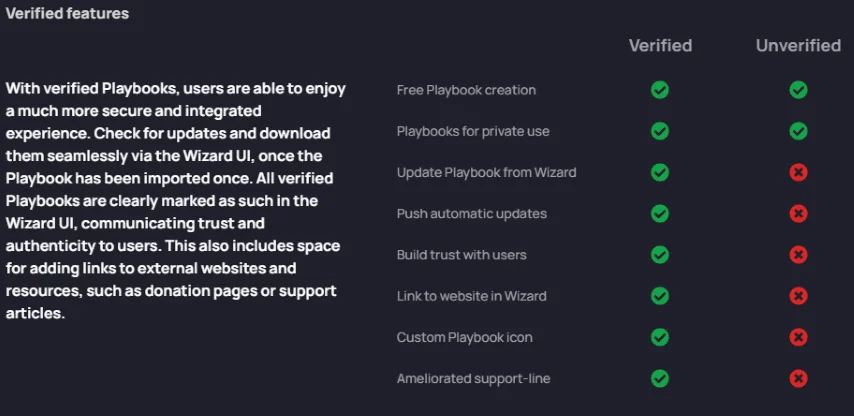 Verified features
Verified Unverified
With verified Playbooks, users are able to enjoy
a much more secure and integrated
experience. Check for updates and download
them seamlessly via the Wizard UI, once the
Playbook has been imported once. All verified
Playbooks are clearly marked as such in the
Wizard UI, communicating trust and
authenticity to users. This also includes space
for adding links to external websites and
resources, such as donation pages or support
articles.
Free Playbook creation
Playbooks for private use
Update Playbook from Wizard
Push automatic updates
Build trust with users
Link to website in Wizard
Custom Playbook icon
Ameliorated support-line